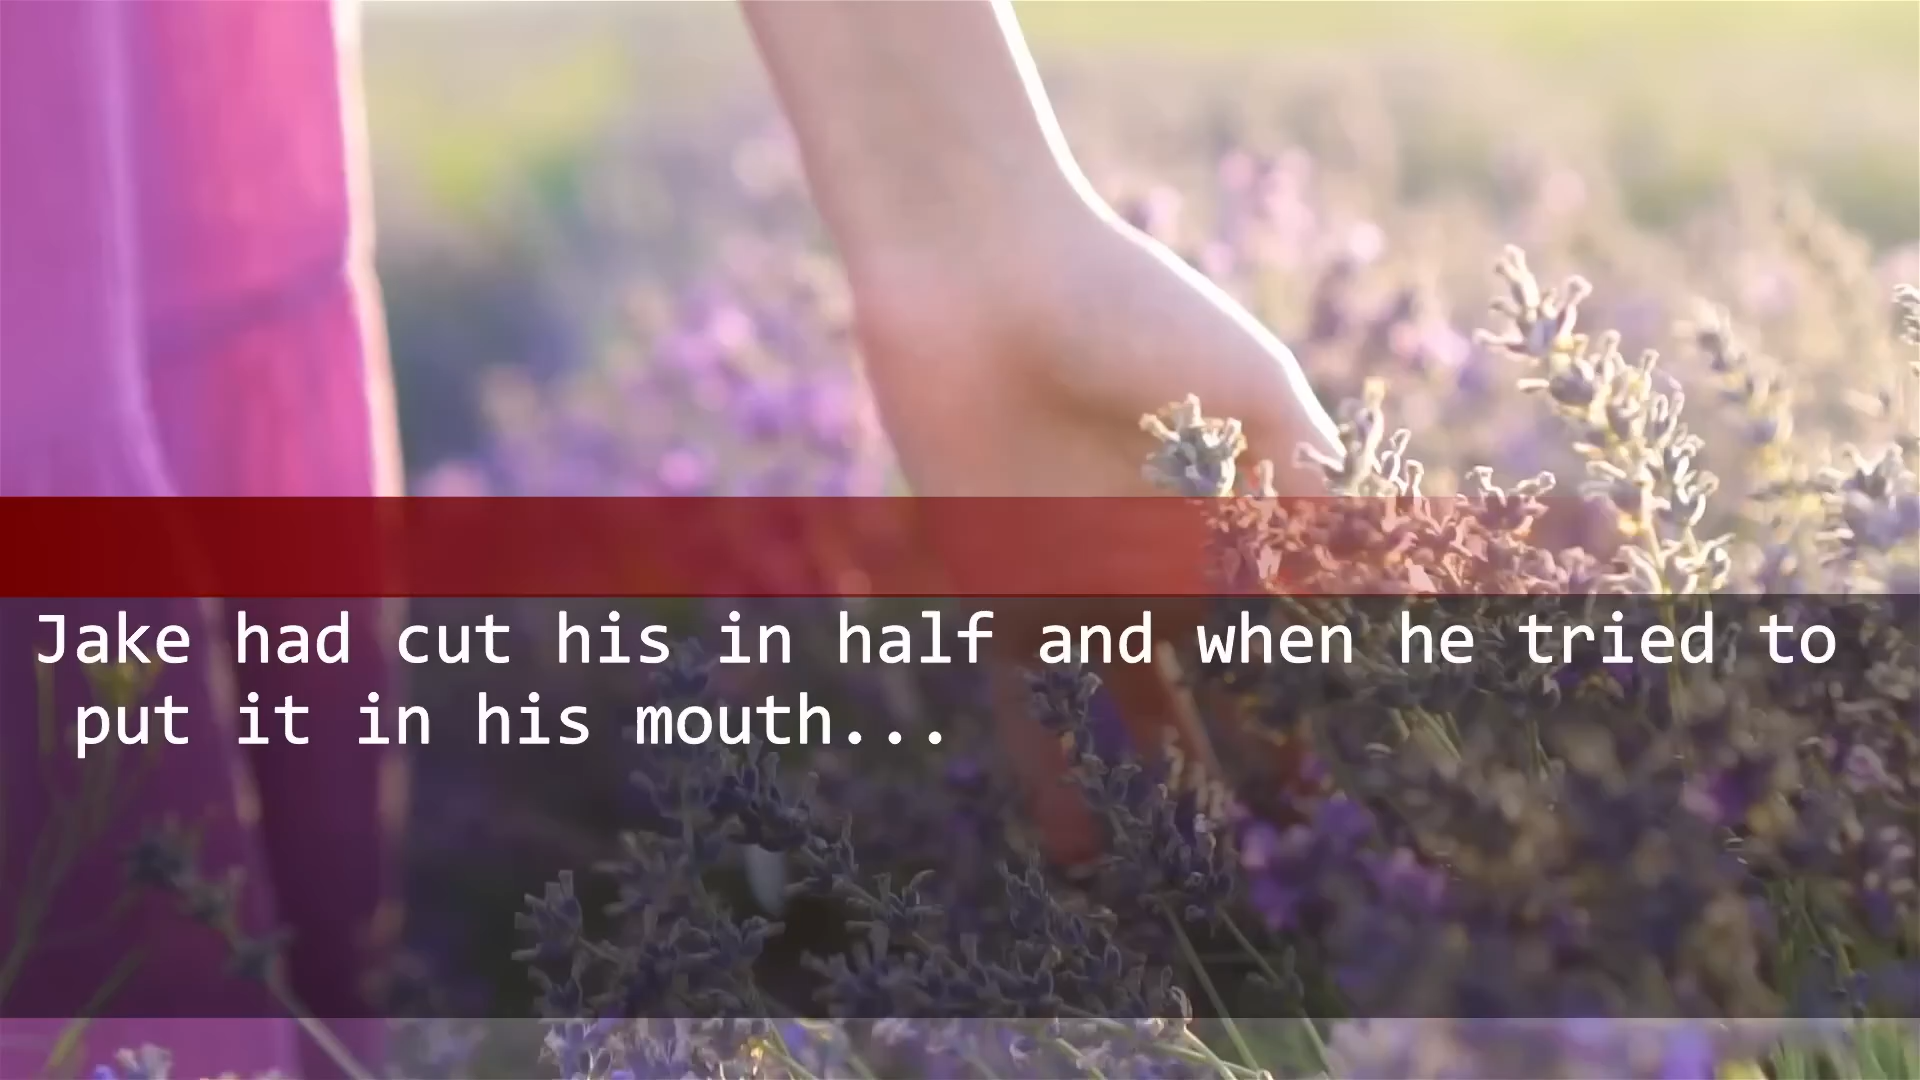 Jake had cut his in half and when he tried to
put it in his mouth...